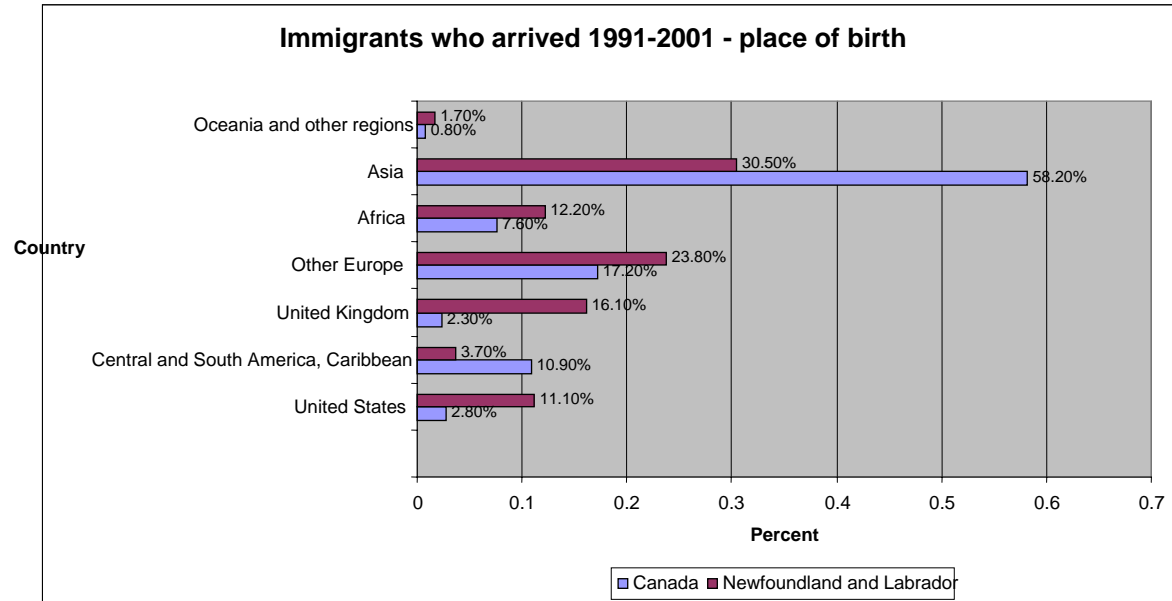 Immigrants who arrived 1991-2001 - place of birth
Oceania and other regions
1.70%
0.80%
Asia
30.50%
58.20%
Africa
12.20%
7.60%
Country
Other Europe
23.80%
17.20%
United Kingdom
16.10%
2.30%
Central and South America, Caribbean
3.70%
10.90%
United States
11.10%
2.80%
0 0.1 0.2 0.3 0.4 0.5 0.6 0.7
Percent
Canada Newfoundland and Labrador